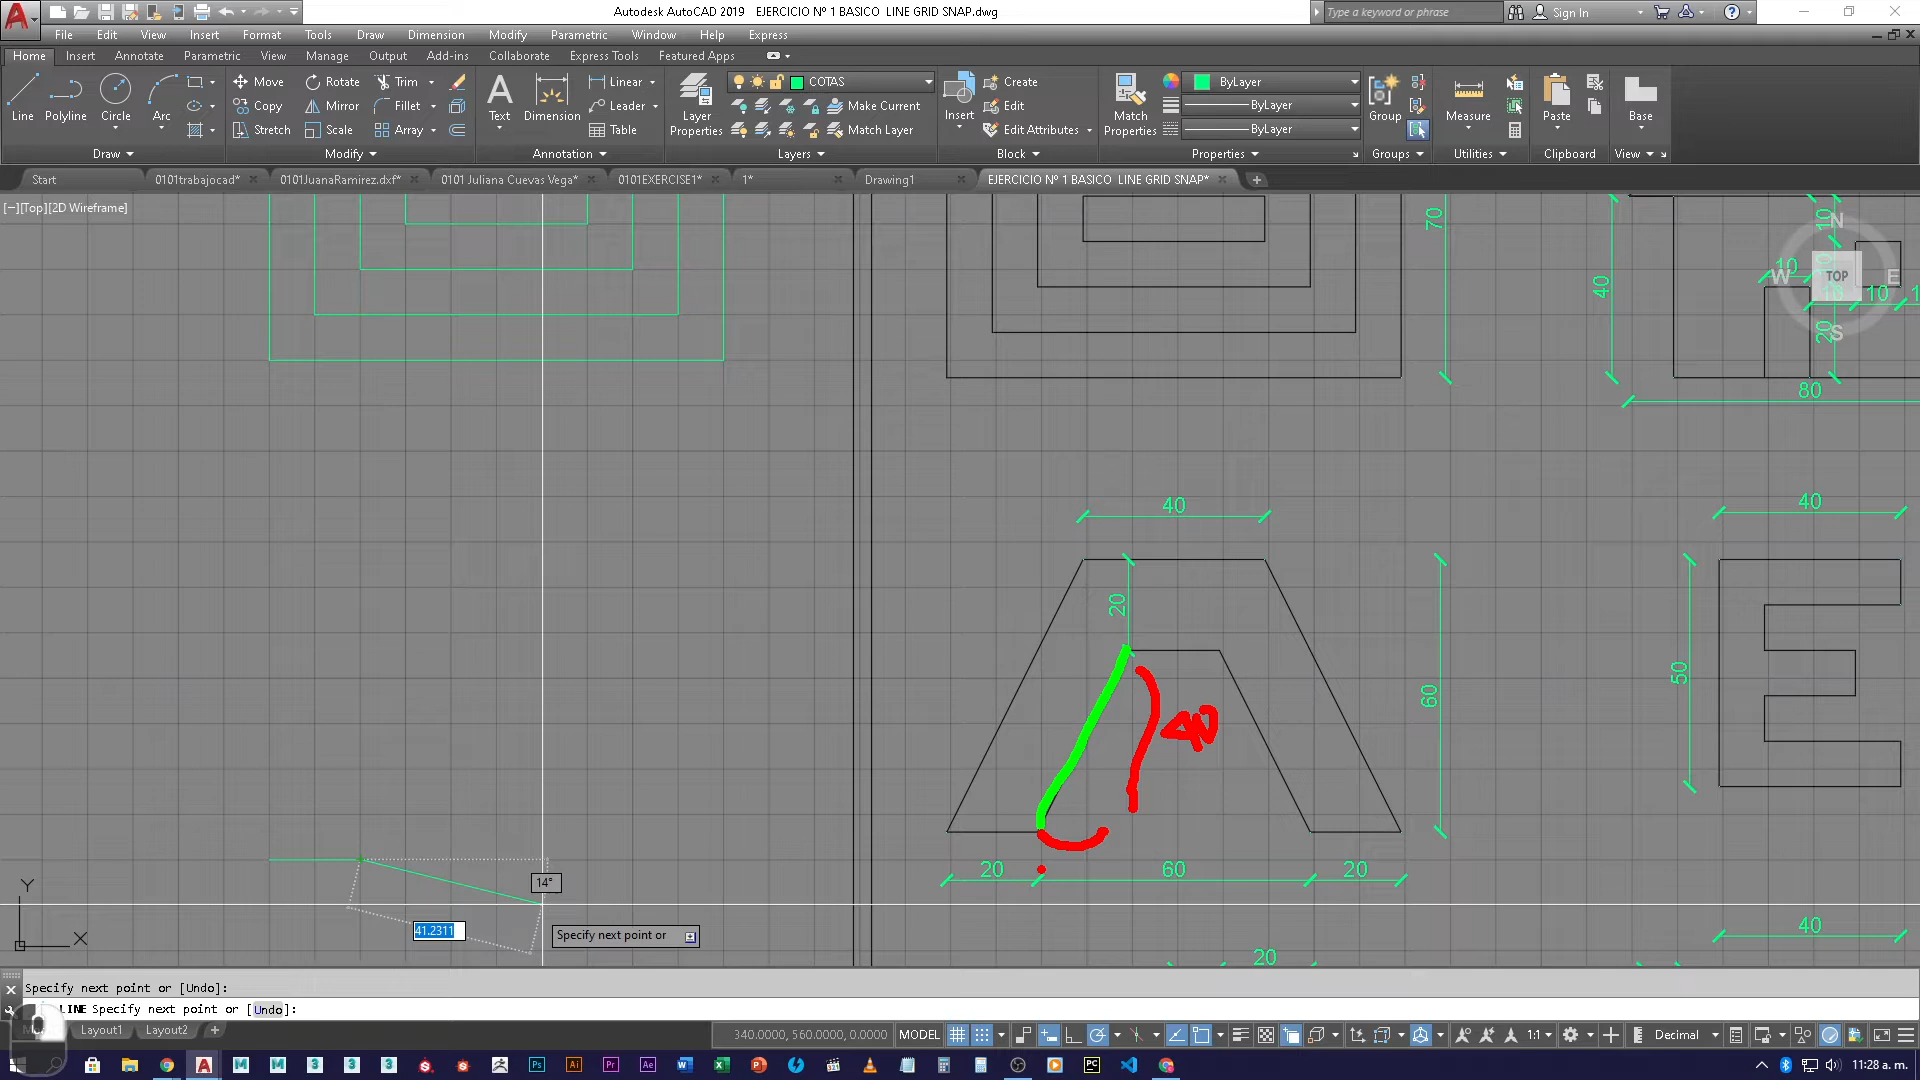 Autodesk AutoCAD 2019 EJERCICIO Nº 1 BASICO LINE GRID SNAP.dwg
Type a keyword or phrase
Sign In
File Edit View Insert Format Tools Draw Dimension Modify Parametric Window Help Express
Home Insert Annotate Parametric View Manage Output Add-ins Collaborate Express Tools Featured Apps
Line Polyline Circle Arc
Move Rotate Trim
Copy Mirror Fillet
Stretch Scale Array
Text Dimension
Linear
Leader
Table
Layer Properties
COTAS
Make Current
Match Layer
Insert
Create
Edit
Edit Attributes
Match Properties
ByLayer
ByLayer
ByLayer
Group Measure Paste Base
Draw Modify Annotation Layers Block Properties Groups Utilities Clipboard View
Start 0101trabajocad* 0101JuanaRamirez.dxf* 0101 Juliana Cuevas Vega* 0101EXERCISE1* 1* Drawing1 EJERCICIO Nº 1 BASICO LINE GRID SNAP*
[−][Top][2D Wireframe]
70
40
10
10
10
20
80
N
W TOP E
S
40
20
60
40
20 60 20
40
50
40
20
14°
41.2311
Specify next point or
Y
X
Specify next point or [Undo]:
LINE Specify next point or [Undo]:
Layout1 Layout2
340.0000, 560.0000, 0.0000 MODEL
1:1
Decimal
11:28 a. m.